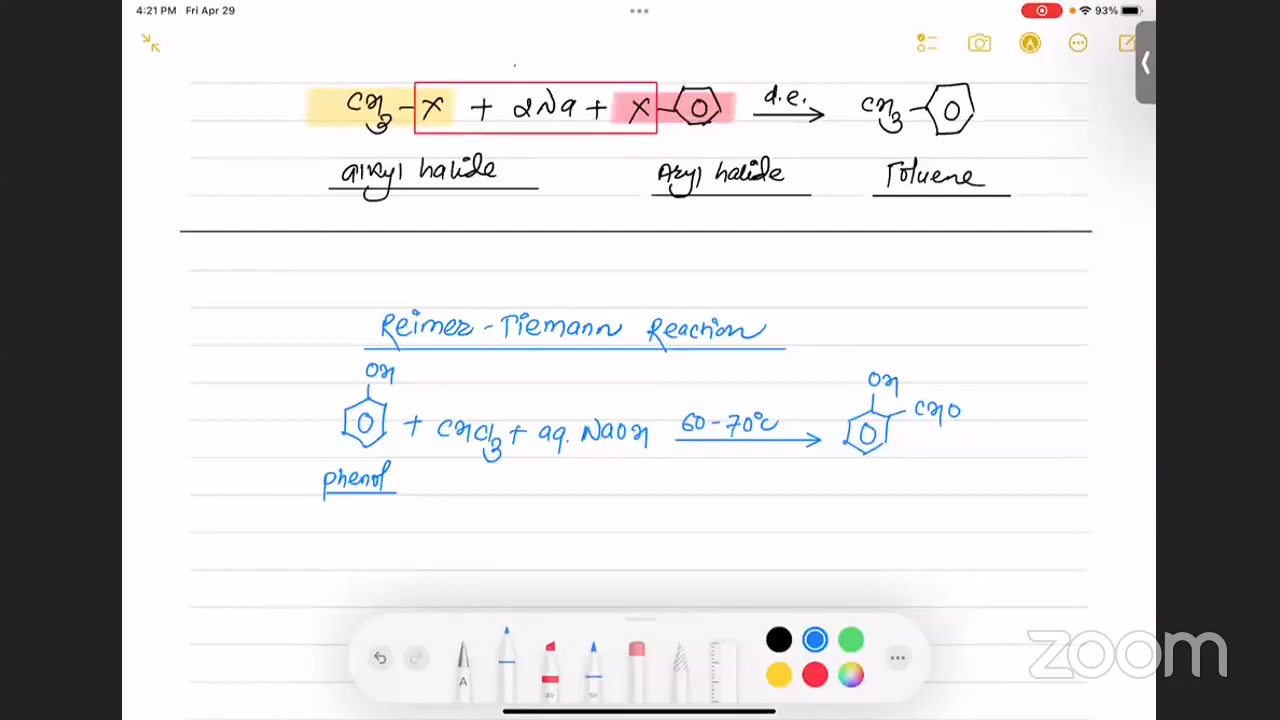 4:21 PM Fri Apr 29 93%
CH3 - X + 2Na + X - d.e. → CH3 -
alkyl halide Aryl halide Toluene
Reimer - Tiemann Reaction
OH OH
+ CHCl3 + aq. NaOH 60 - 70°C → CHO
phenol
zoom